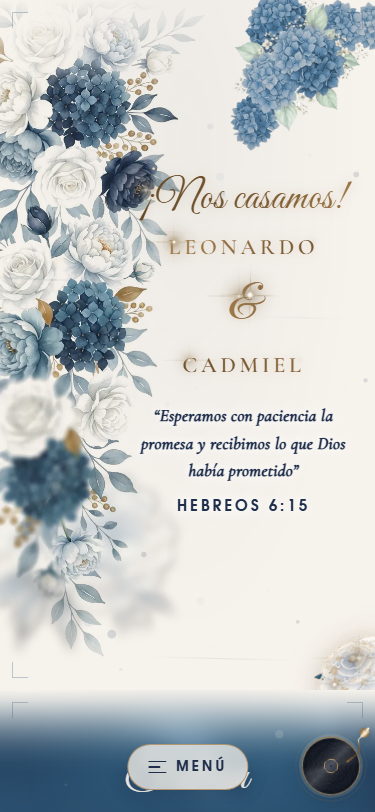 ¡Nos casamos!
LEONARDO
&
CADMIEL
“Esperamos con paciencia la
promesa y recibimos lo que Dios
había prometido”
HEBREOS 6:15
MENÚ